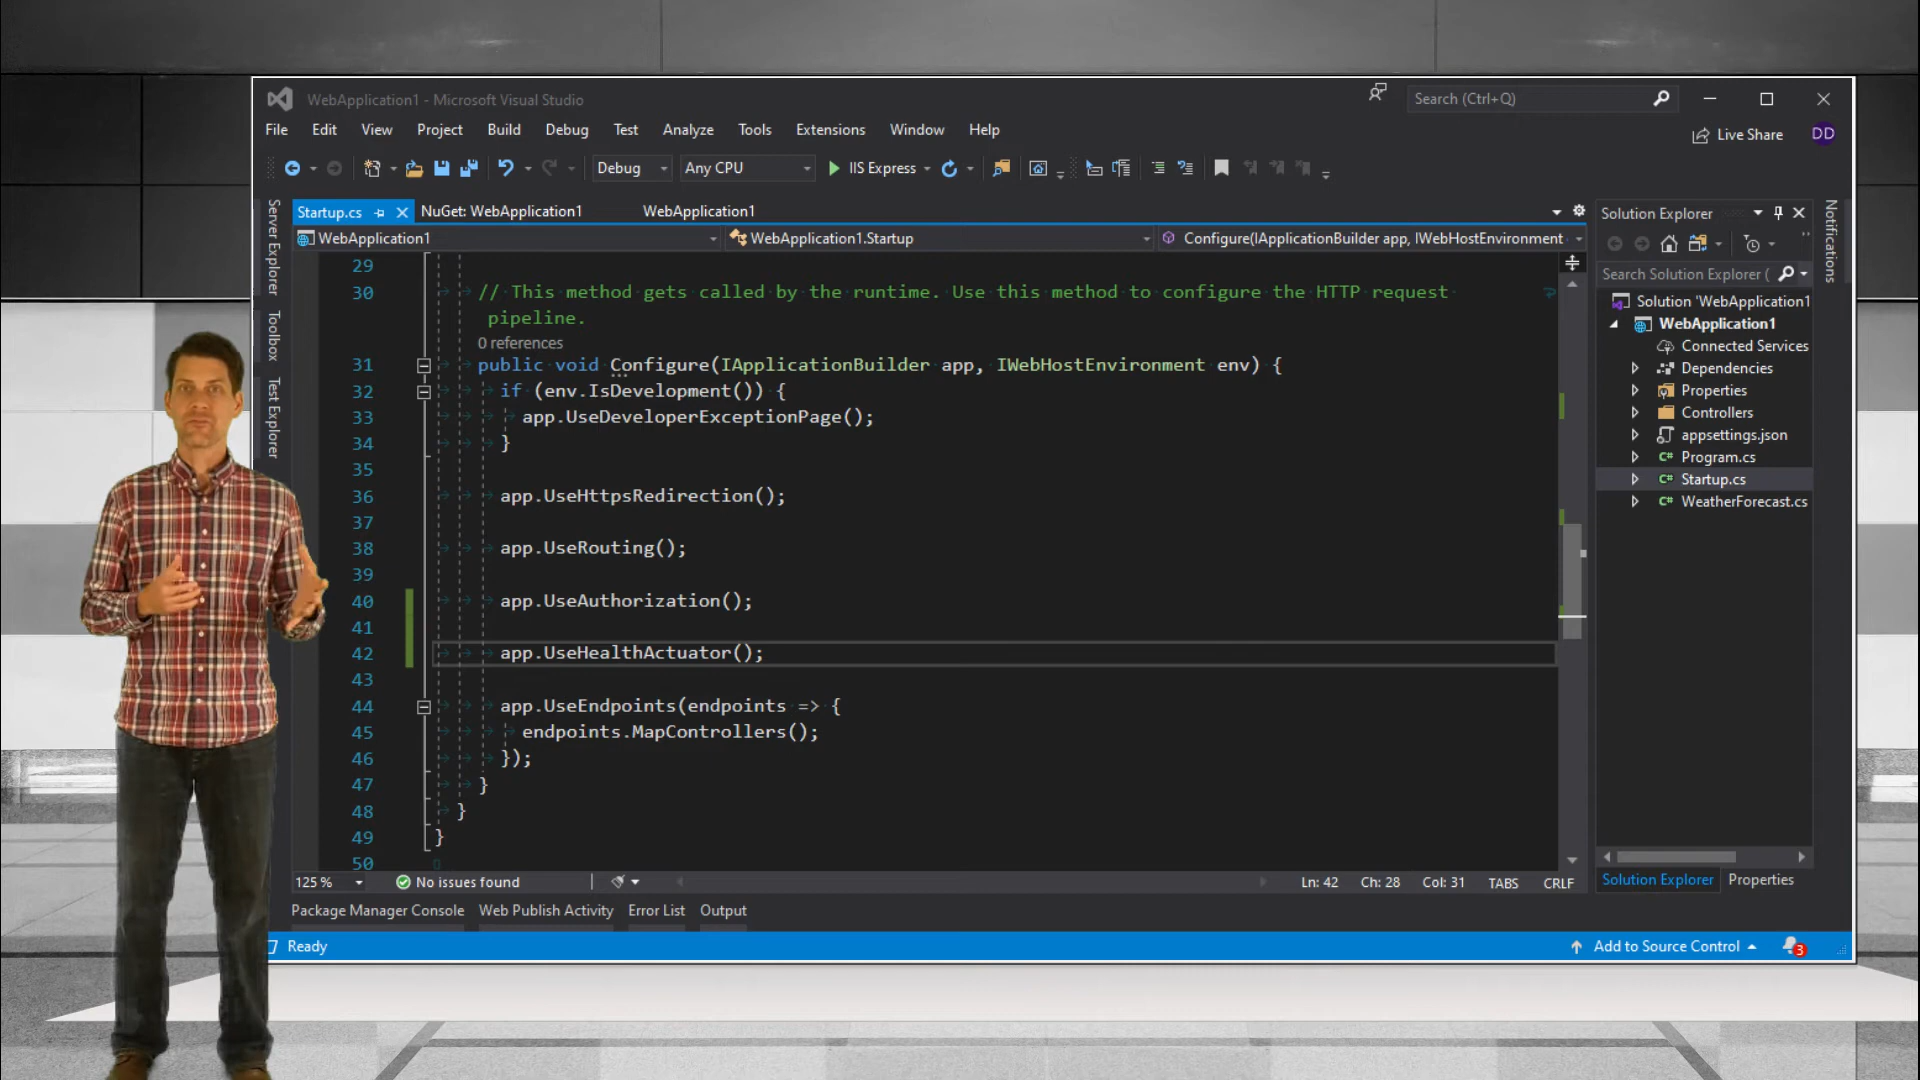 WebApplication1 - Microsoft Visual Studio
Search (Ctrl+Q)
File Edit View Project Build Debug Test Analyze Tools Extensions Window Help
Live Share DD
Debug Any CPU IIS Express
Startup.cs NuGet: WebApplication1 WebApplication1
WebApplication1 WebApplication1.Startup Configure(IApplicationBuilder app, IWebHostEnvironment
Server Explorer
Toolbox
Test Explorer
29
30 // This method gets called by the runtime. Use this method to configure the HTTP request
pipeline.
0 references
31 public void Configure(IApplicationBuilder app, IWebHostEnvironment env) {
32 if (env.IsDevelopment()) {
33 app.UseDeveloperExceptionPage();
34 }
35
36 app.UseHttpsRedirection();
37
38 app.UseRouting();
39
40 app.UseAuthorization();
41
42 app.UseHealthActuator();
43
44 app.UseEndpoints(endpoints => {
45 endpoints.MapControllers();
46 });
47 }
48 }
49 }
50
125 % No issues found Ln: 42 Ch: 28 Col: 31 TABS CRLF
Package Manager Console Web Publish Activity Error List Output
Ready
Add to Source Control 3
Solution Explorer
Search Solution Explorer (
Solution 'WebApplication1
WebApplication1
Connected Services
Dependencies
Properties
Controllers
appsettings.json
C# Program.cs
C# Startup.cs
C# WeatherForecast.cs
Solution Explorer Properties
Notifications